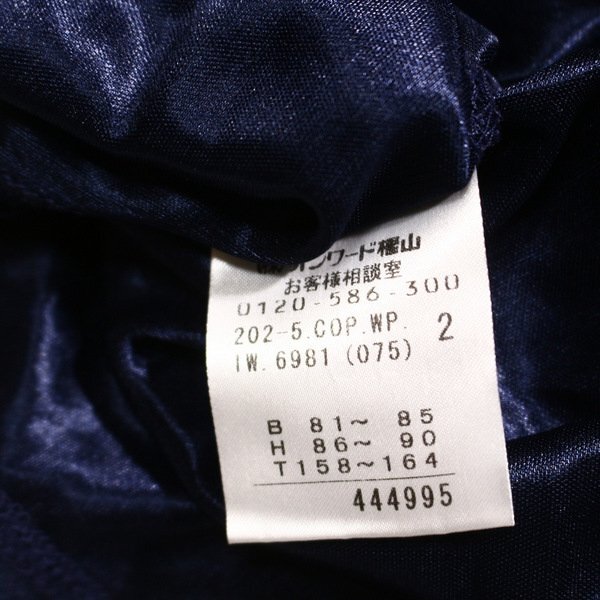 オンワード樫山
お客様相談室
0120-586-300
202-5.COP.WP. 2
IW.6981 (075)
B 81～ 85
H 86～ 90
T158～164
444995